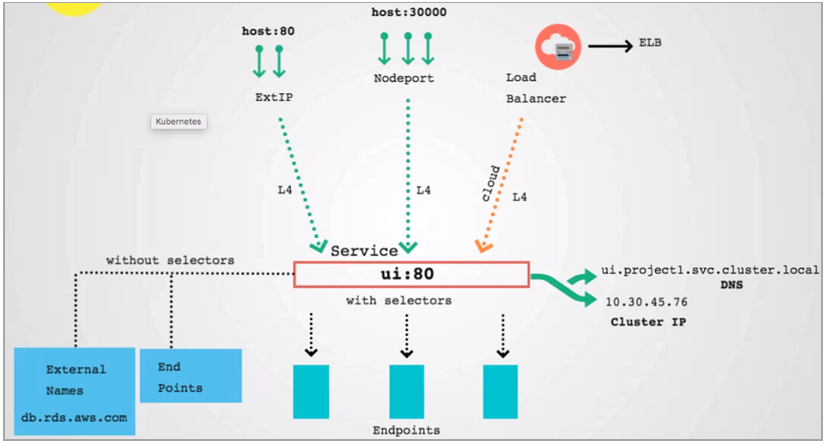 host:30000
host:80
ELB
Nodeport
Load
Balancer
ExtIP
Kubernetes
L4
L4
cloud
L4
without selectors
Service
ui:80
ui.project1.svc.cluster.local
DNS
with selectors
10.30.45.76
Cluster IP
External
Names
db.rds.aws.com
End
Points
Endpoints